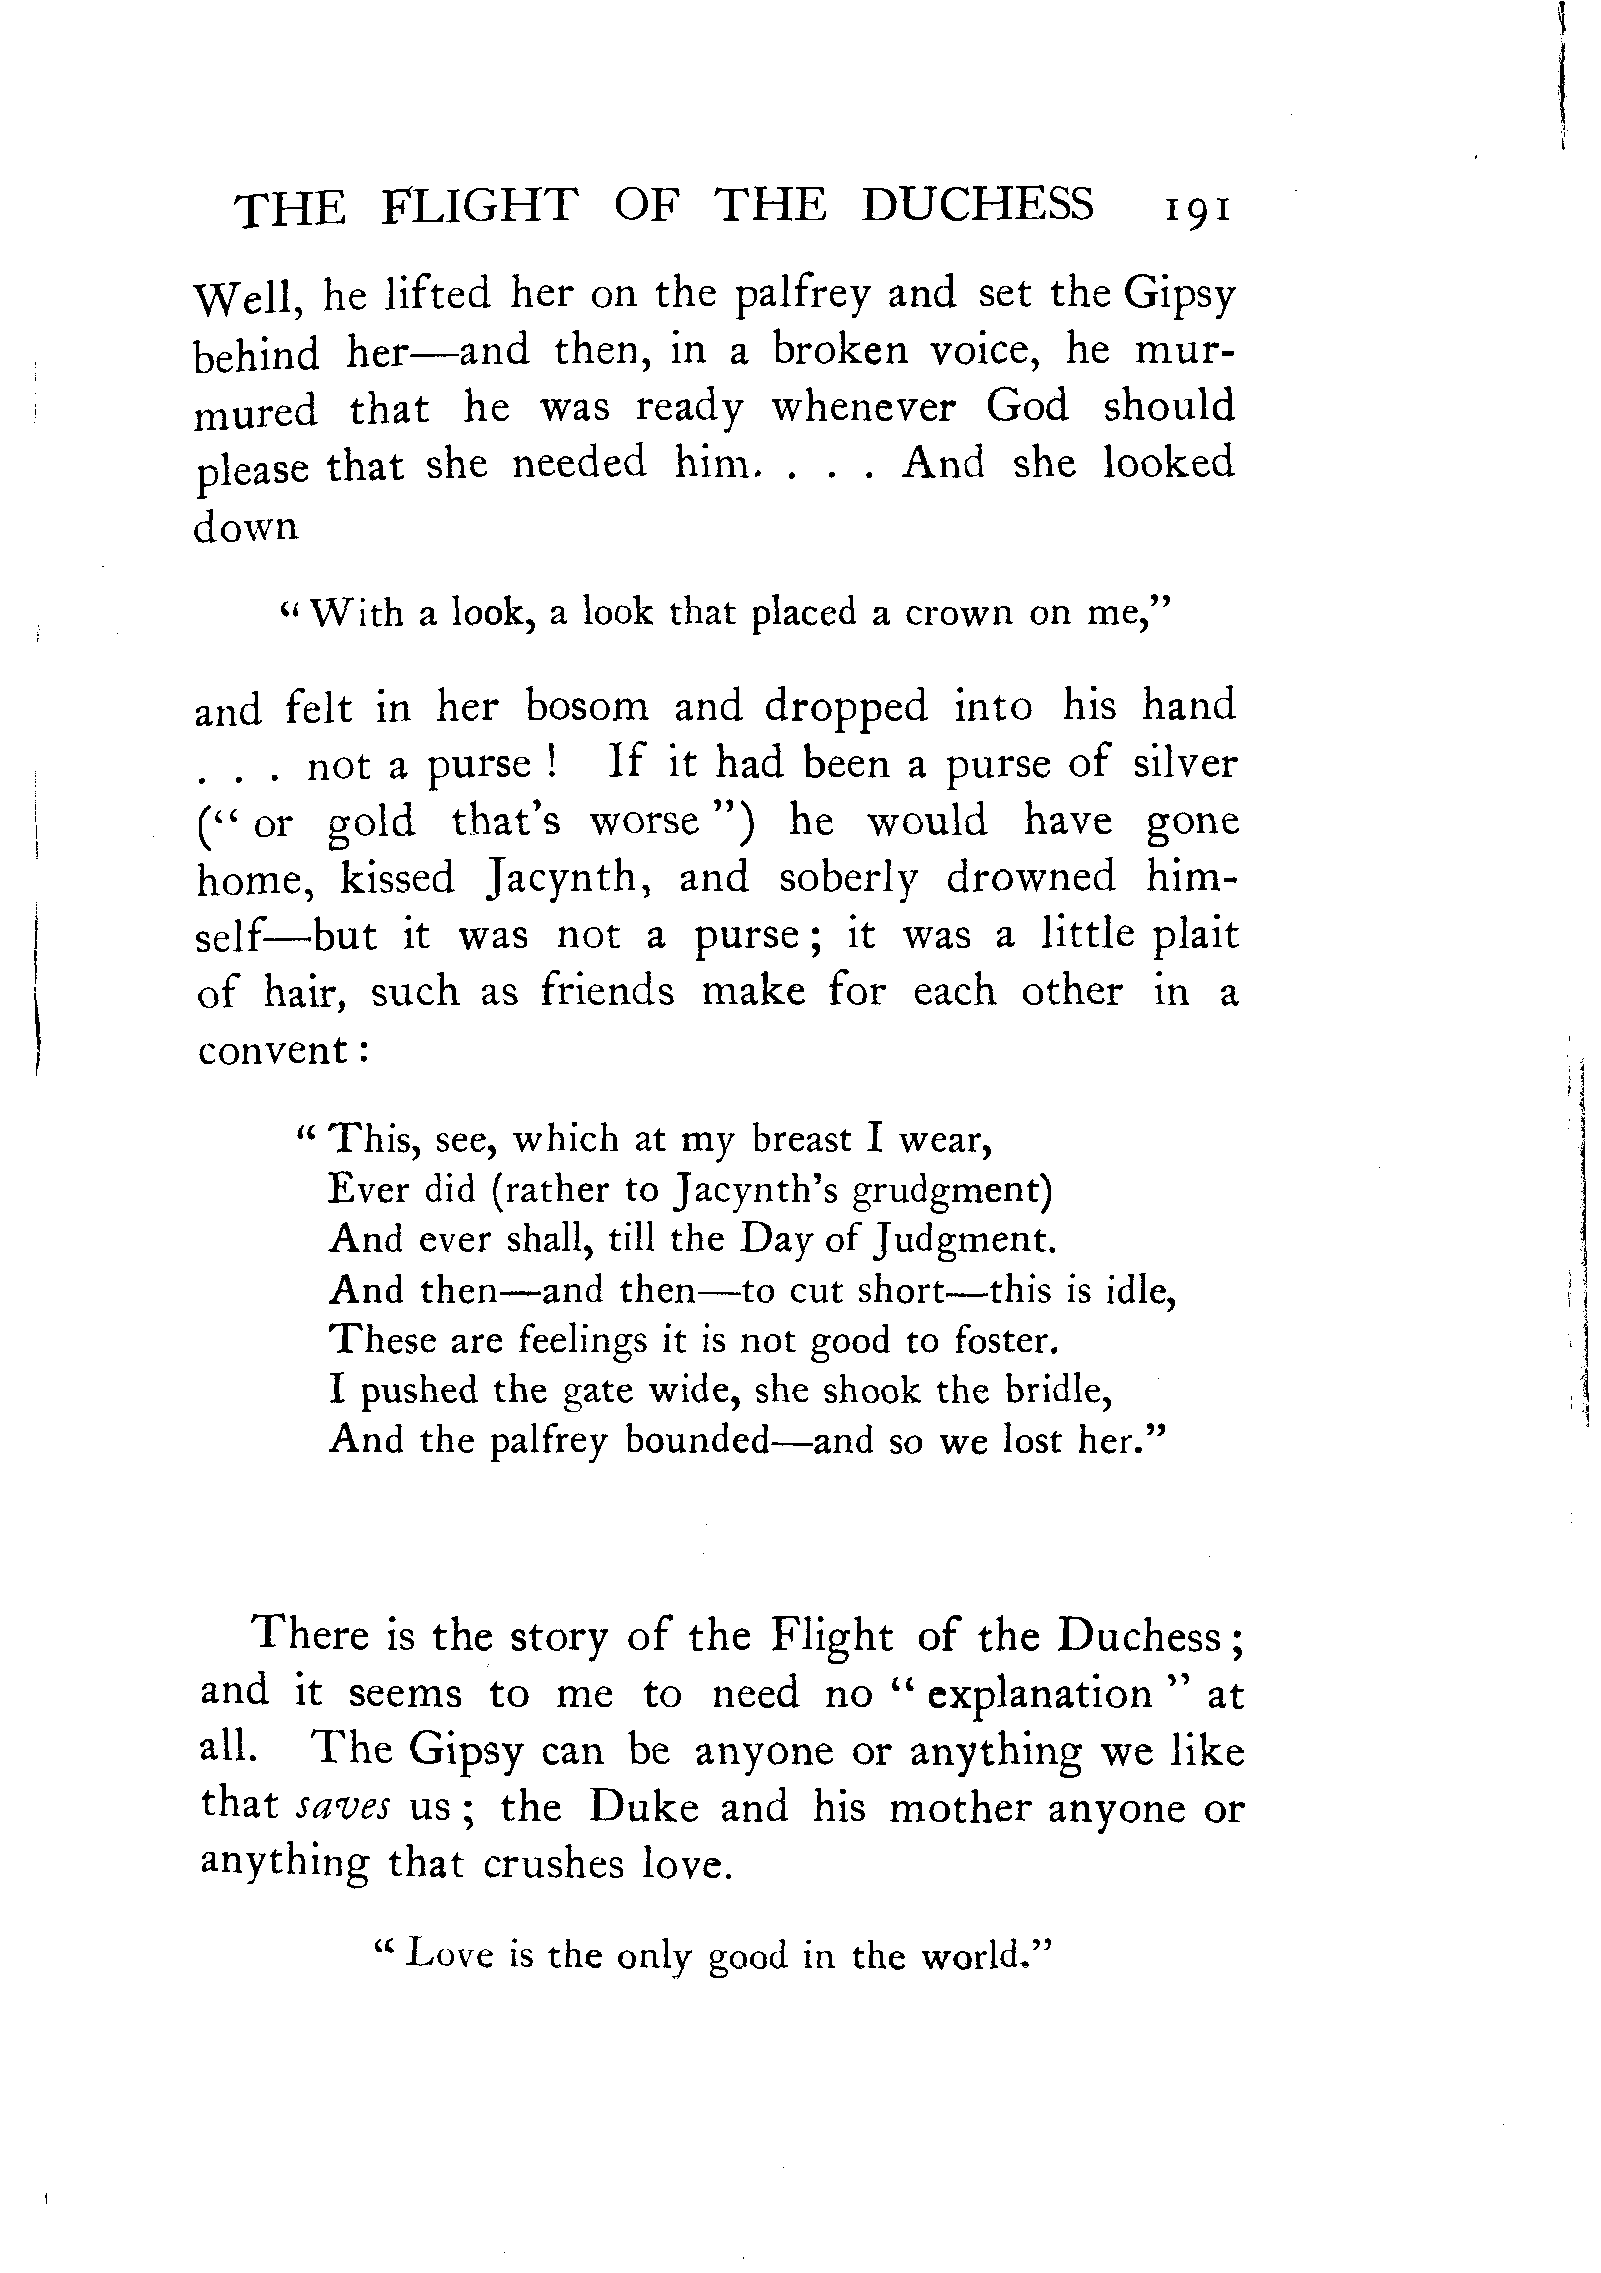 THE FLIGHT OF THE DUCHESS 191
Well, he lifted her on the palfrey and set the Gipsy
behind her—and then, in a broken voice, he mur-
mured that he was ready whenever God should
please that she needed him. . . . And she looked
down
“ With a look, a look that placed a crown on me,”
and felt in her bosom and dropped into his hand
. . . not a purse ! If it had been a purse of silver
(“ or gold that’s worse ”) he would have gone
home, kissed Jacynth, and soberly drowned him-
self—but it was not a purse ; it was a little plait
of hair, such as friends make for each other in a
convent :
“ This, see, which at my breast I wear,
Ever did (rather to Jacynth’s grudgment)
And ever shall, till the Day of Judgment.
And then—and then—to cut short—this is idle,
These are feelings it is not good to foster.
I pushed the gate wide, she shook the bridle,
And the palfrey bounded—and so we lost her.”
There is the story of the Flight of the Duchess ;
and it seems to me to need no “ explanation ” at
all. The Gipsy can be anyone or anything we like
that saves us ; the Duke and his mother anyone or
anything that crushes love.
“ Love is the only good in the world.”